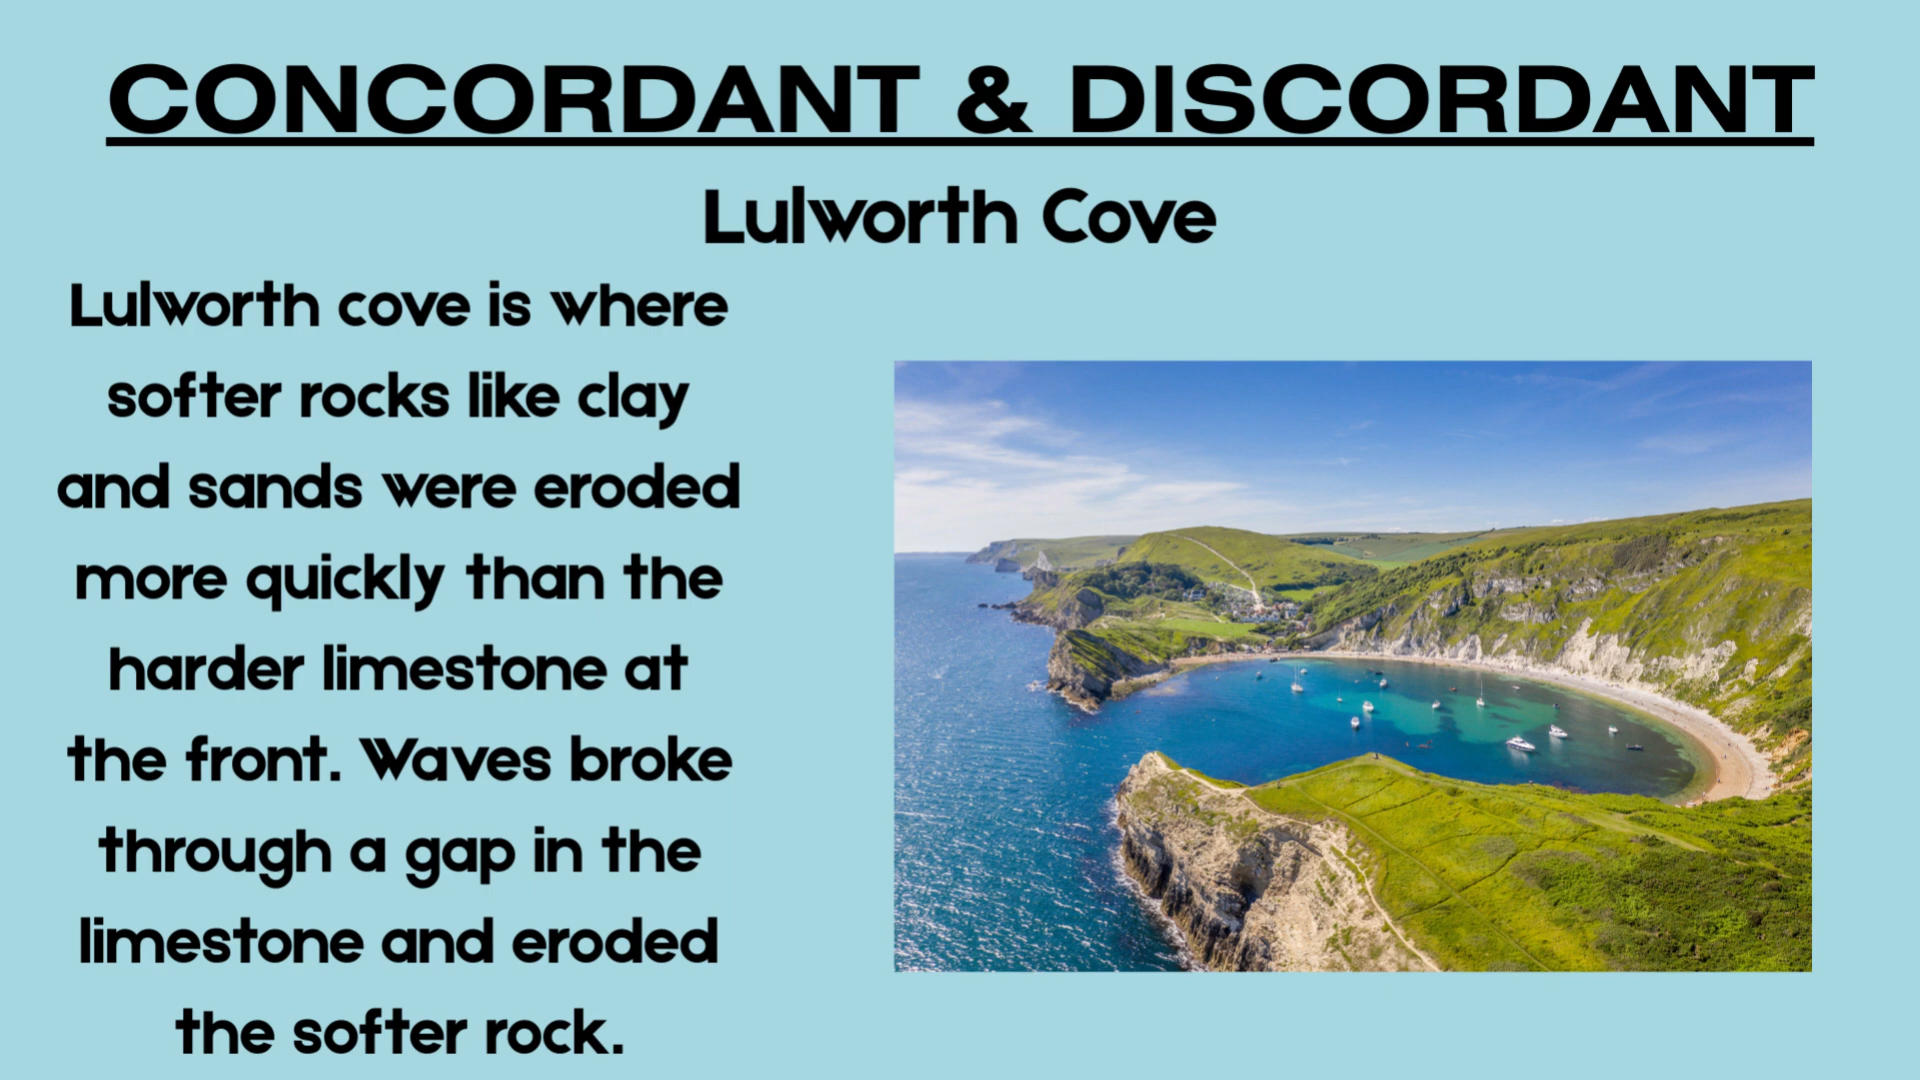 CONCORDANT & DISCORDANT
Lulworth Cove
Lulworth cove is where
softer rocks like clay
and sands were eroded
more quickly than the
harder limestone at
the front. Waves broke
through a gap in the
limestone and eroded
the softer rock.